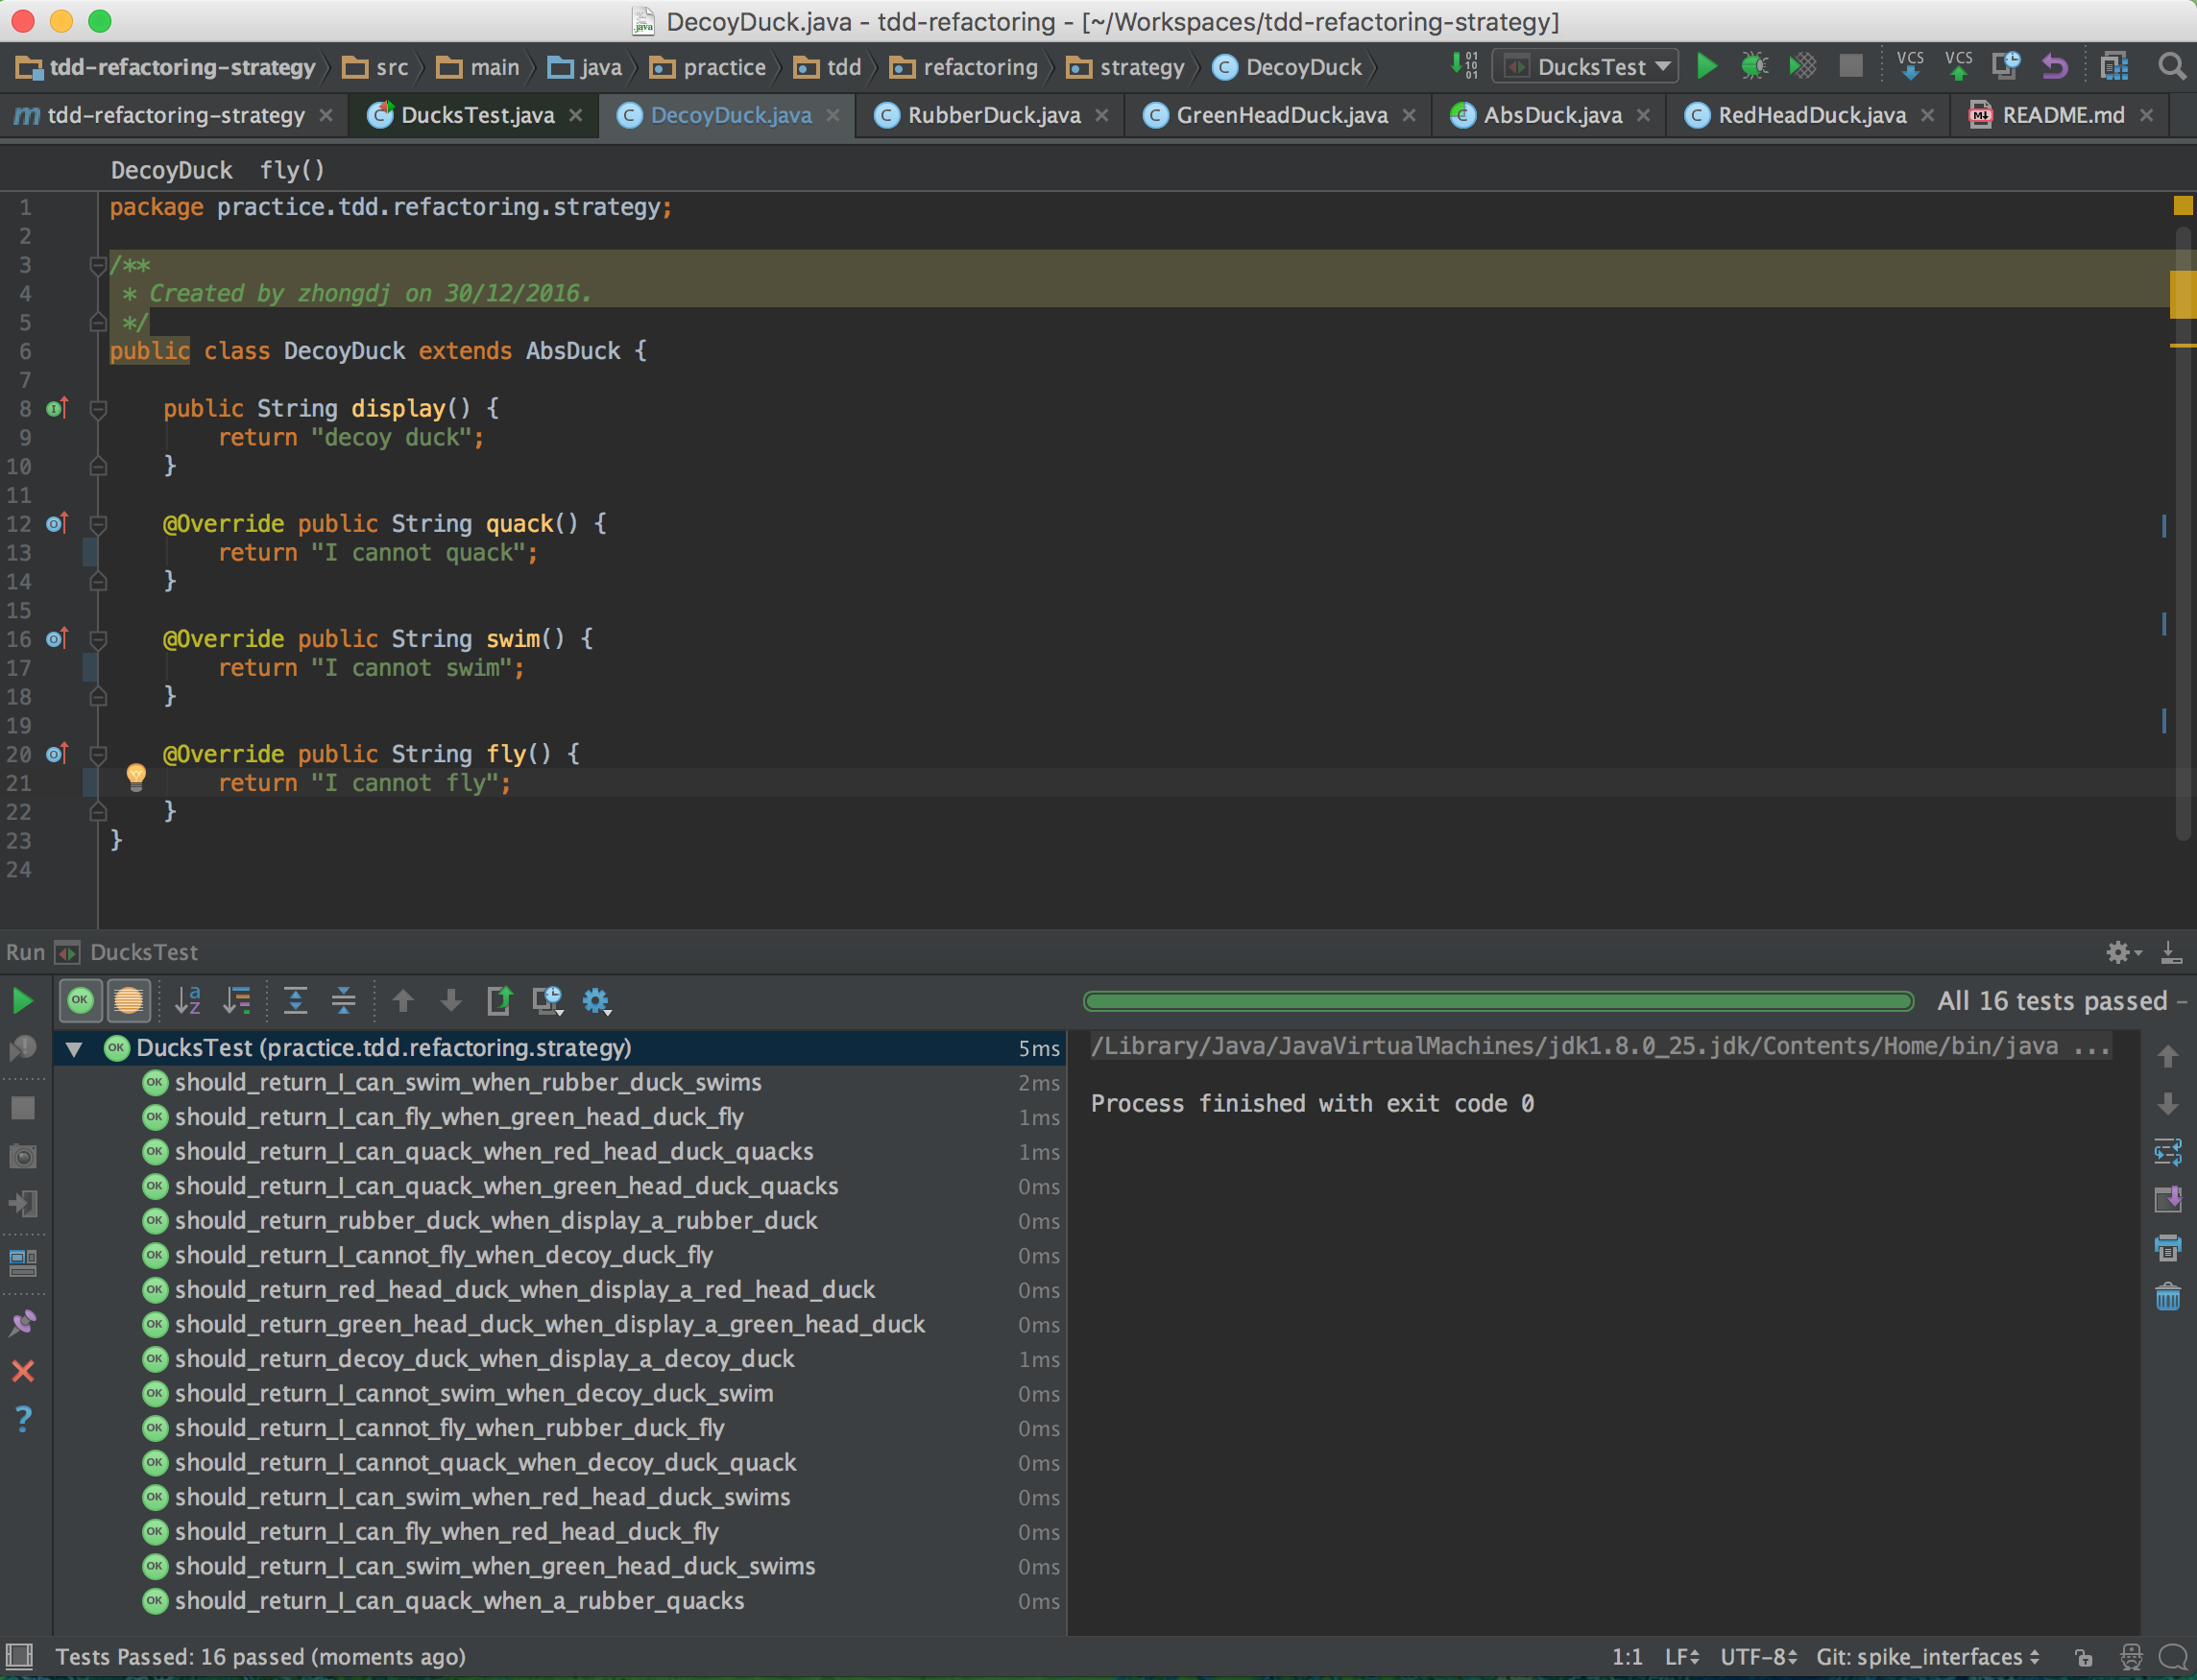 DecoyDuck.java - tdd-refactoring - [~/Workspaces/tdd-refactoring-strategy]
tdd-refactoring-strategy src main java practice tdd refactoring strategy DecoyDuck DucksTest VCS VCS
tdd-refactoring-strategy DucksTest.java DecoyDuck.java RubberDuck.java GreenHeadDuck.java AbsDuck.java RedHeadDuck.java README.md
DecoyDuck fly()
1 package practice.tdd.refactoring.strategy;
2
3 /**
4 * Created by zhongdj on 30/12/2016.
5 */
6 public class DecoyDuck extends AbsDuck {
7
8 public String display() {
9 return "decoy duck";
10 }
11
12 @Override public String quack() {
13 return "I cannot quack";
14 }
15
16 @Override public String swim() {
17 return "I cannot swim";
18 }
19
20 @Override public String fly() {
21 return "I cannot fly";
22 }
23 }
24
Run DucksTest
All 16 tests passed –
DucksTest (practice.tdd.refactoring.strategy) 5ms
should_return_I_can_swim_when_rubber_duck_swims 2ms
should_return_I_can_fly_when_green_head_duck_fly 1ms
should_return_I_can_quack_when_red_head_duck_quacks 1ms
should_return_I_can_quack_when_green_head_duck_quacks 0ms
should_return_rubber_duck_when_display_a_rubber_duck 0ms
should_return_I_cannot_fly_when_decoy_duck_fly 0ms
should_return_red_head_duck_when_display_a_red_head_duck 0ms
should_return_green_head_duck_when_display_a_green_head_duck 0ms
should_return_decoy_duck_when_display_a_decoy_duck 1ms
should_return_I_cannot_swim_when_decoy_duck_swim 0ms
should_return_I_cannot_fly_when_rubber_duck_fly 0ms
should_return_I_cannot_quack_when_decoy_duck_quack 0ms
should_return_I_can_swim_when_red_head_duck_swims 0ms
should_return_I_can_fly_when_red_head_duck_fly 0ms
should_return_I_can_swim_when_green_head_duck_swims 0ms
should_return_I_can_quack_when_a_rubber_quacks 0ms
/Library/Java/JavaVirtualMachines/jdk1.8.0_25.jdk/Contents/Home/bin/java ...
Process finished with exit code 0
Tests Passed: 16 passed (moments ago) 1:1 LF UTF-8 Git: spike_interfaces